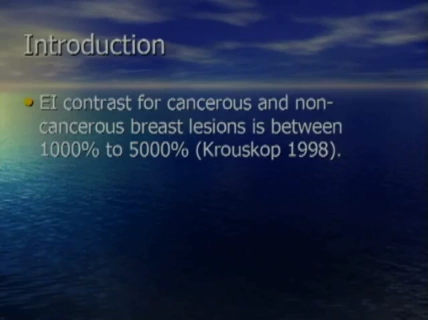 Introduction
EI contrast for cancerous and non-
cancerous breast lesions is between
1000% to 5000% (Krouskop 1998).